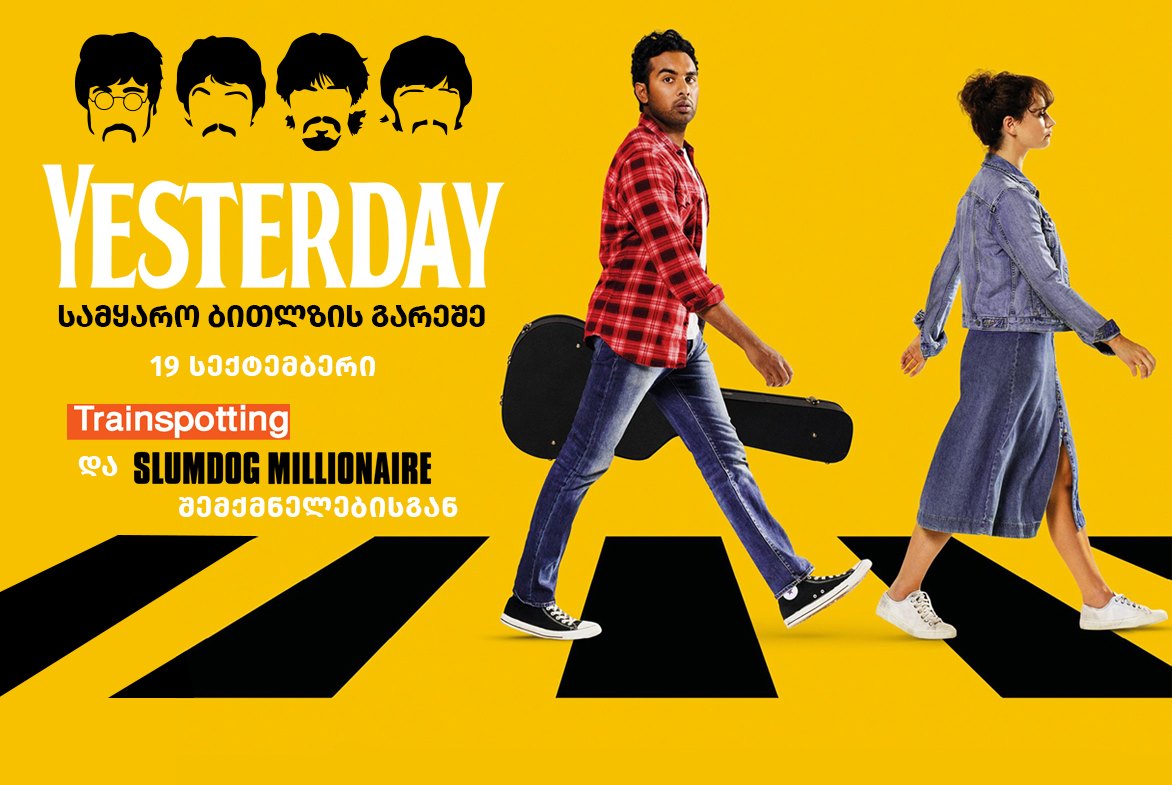 YESTERDAY
სამყარო ბითლზის გარეშე
19 სექტემბერი
Trainspotting
და SLUMDOG MILLIONAIRE
შემქმნელებისგან